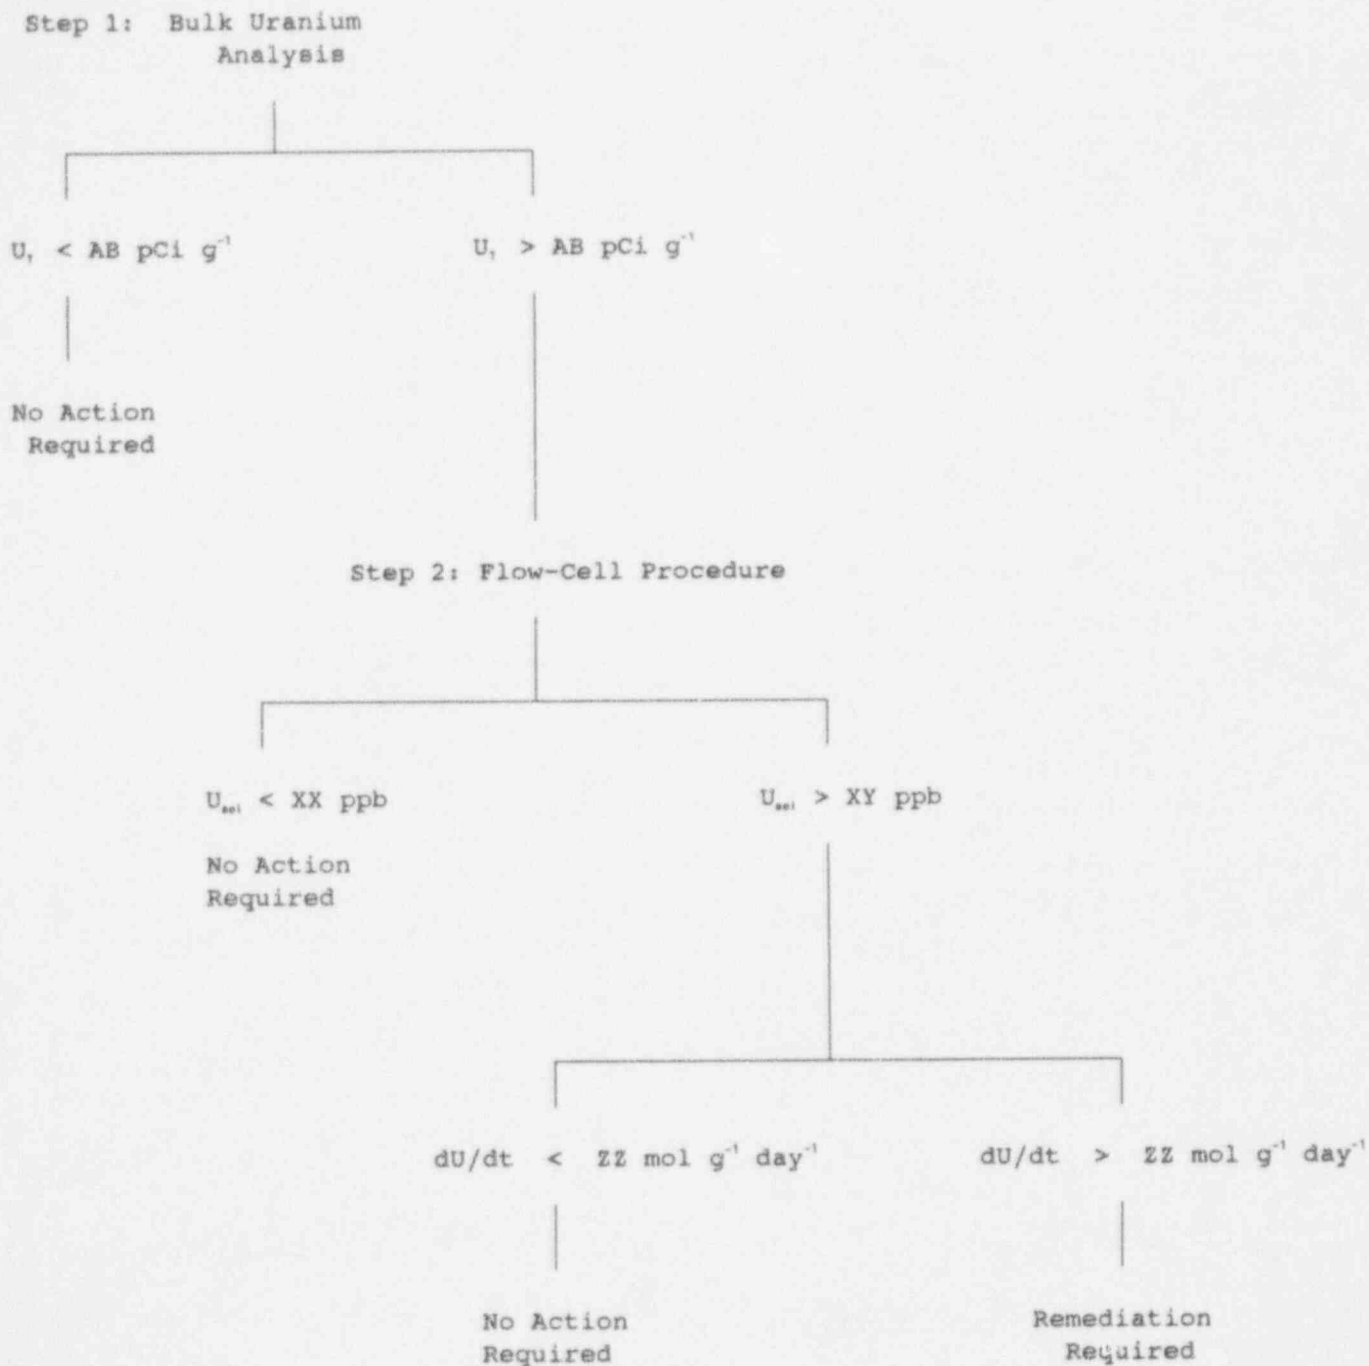 Step 1: Bulk Uranium
Analysis
U, < AB pCi g⁻¹
U, > AB pCi g⁻¹
No Action
Required
Step 2: Flow-Cell Procedure
Uₛₒₗ < XX ppb
Uₛₒₗ > XY ppb
No Action
Required
dU/dt < ZZ mol g⁻¹ day⁻¹
dU/dt > ZZ mol g⁻¹ day⁻¹
No Action
Required
Remediation
Required